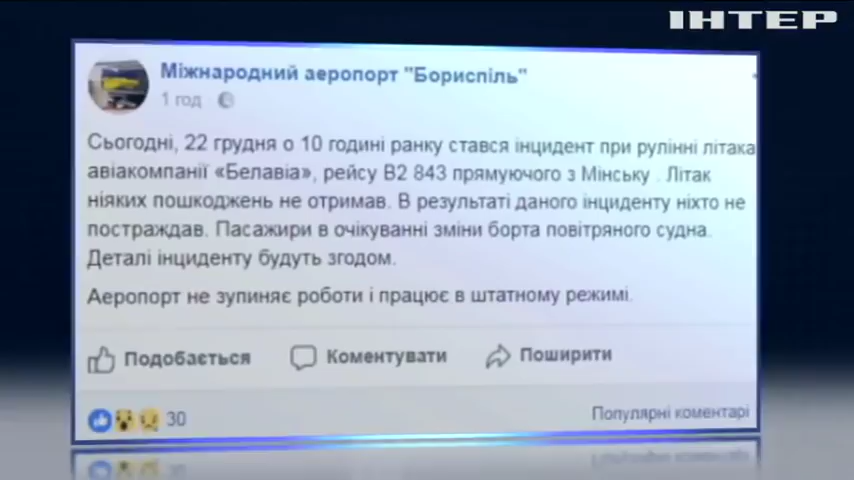 ІНТЕР
Міжнародний аеропорт "Бориспіль"
1 год
Сьогодні, 22 грудня о 10 годині ранку стався інцидент при рулінні літака
авіакомпанії «Белавіа», рейсу В2 843 прямуючого з Мінську . Літак
ніяких пошкоджень не отримав. В результаті даного інциденту ніхто не
постраждав. Пасажири в очікуванні зміни борта повітряного судна.
Деталі інциденту будуть згодом.
Аеропорт не зупиняє роботи і працює в штатному режимі.
Подобається Коментувати Поширити
30 Популярні коментарі